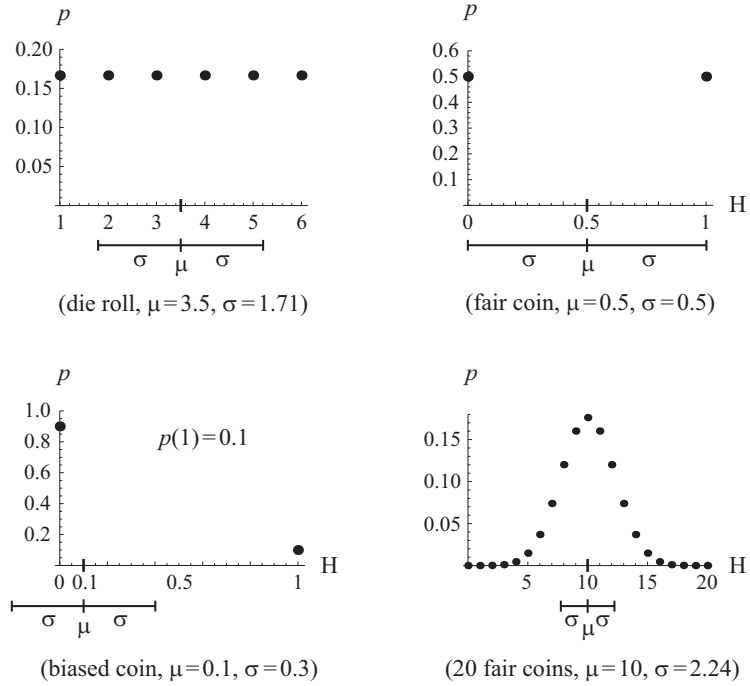 p
0.20
0.15
0.10
0.05
1 2 3 4 5 6
σ μ σ
(die roll, μ=3.5, σ=1.71)
p
0.6
0.5
0.4
0.3
0.2
0.1
H
0 0.5 1
σ μ σ
(fair coin, μ=0.5, σ=0.5)
p
1.0
0.8
0.6
0.4
0.2
p(1)=0.1
H
0 0.1 0.5 1
σ μ σ
(biased coin, μ=0.1, σ=0.3)
p
0.15
0.10
0.05
H
5 10 15 20
σ μ σ
(20 fair coins, μ=10, σ=2.24)